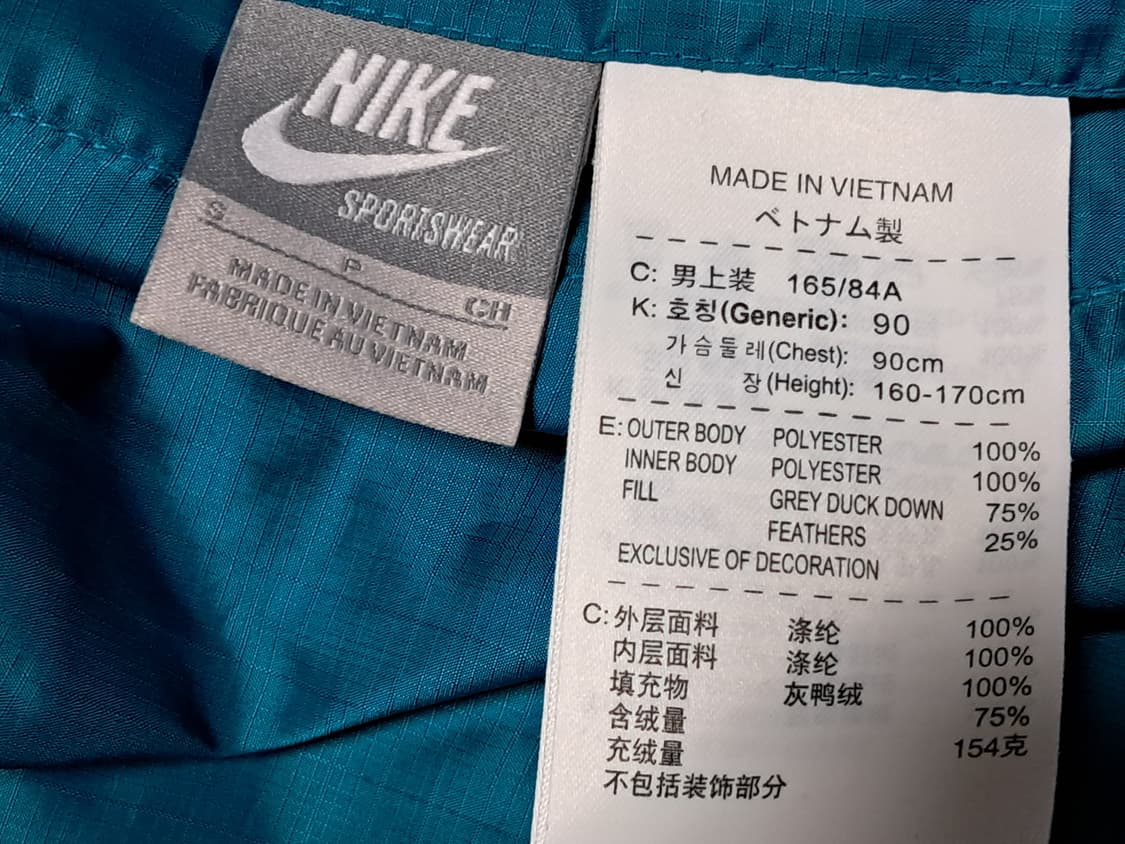 NIKE
SPORTSWEAR
S
P
CH
MADE IN VIETNAM
FABRIQUE AU VIETNAM
MADE IN VIETNAM
ベトナム製
C: 男上装 165/84A
K: 호칭(Generic): 90
가슴둘레(Chest): 90cm
신 장(Height): 160-170cm
E: OUTER BODY POLYESTER 100%
INNER BODY POLYESTER 100%
FILL GREY DUCK DOWN 75%
FEATHERS 25%
EXCLUSIVE OF DECORATION
C: 外层面料 涤纶 100%
内层面料 涤纶 100%
填充物 灰鸭绒 100%
含绒量 75%
充绒量 154克
不包括装饰部分